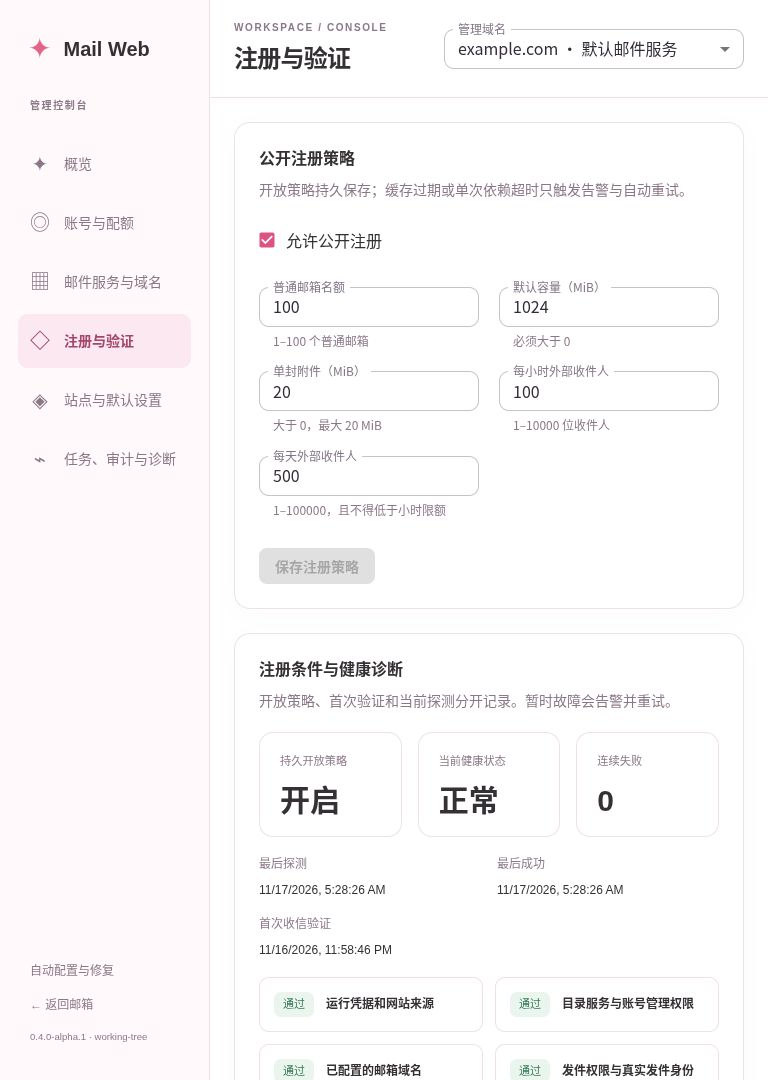 Mail Web
管理控制台
概览
账号与配额
邮件服务与域名
注册与验证
站点与默认设置
任务、审计与诊断
自动配置与修复
← 返回邮箱
0.4.0-alpha.1 · working-tree
WORKSPACE / CONSOLE
注册与验证
管理域名
example.com · 默认邮件服务
公开注册策略
开放策略持久保存；缓存过期或单次依赖超时只触发告警与自动重试。
允许公开注册
普通邮箱名额
100
1–100 个普通邮箱
默认容量（MiB）
1024
必须大于 0
单封附件（MiB）
20
大于 0，最大 20 MiB
每小时外部收件人
100
1–10000 位收件人
每天外部收件人
500
1–100000，且不得低于小时限额
保存注册策略
注册条件与健康诊断
开放策略、首次验证和当前探测分开记录。暂时故障会告警并重试。
持久开放策略
开启
当前健康状态
正常
连续失败
0
最后探测
11/17/2026, 5:28:26 AM
最后成功
11/17/2026, 5:28:26 AM
首次收信验证
11/16/2026, 11:58:46 PM
通过 运行凭据和网站来源
通过 目录服务与账号管理权限
通过 已配置的邮箱域名
通过 发件权限与真实发件身份